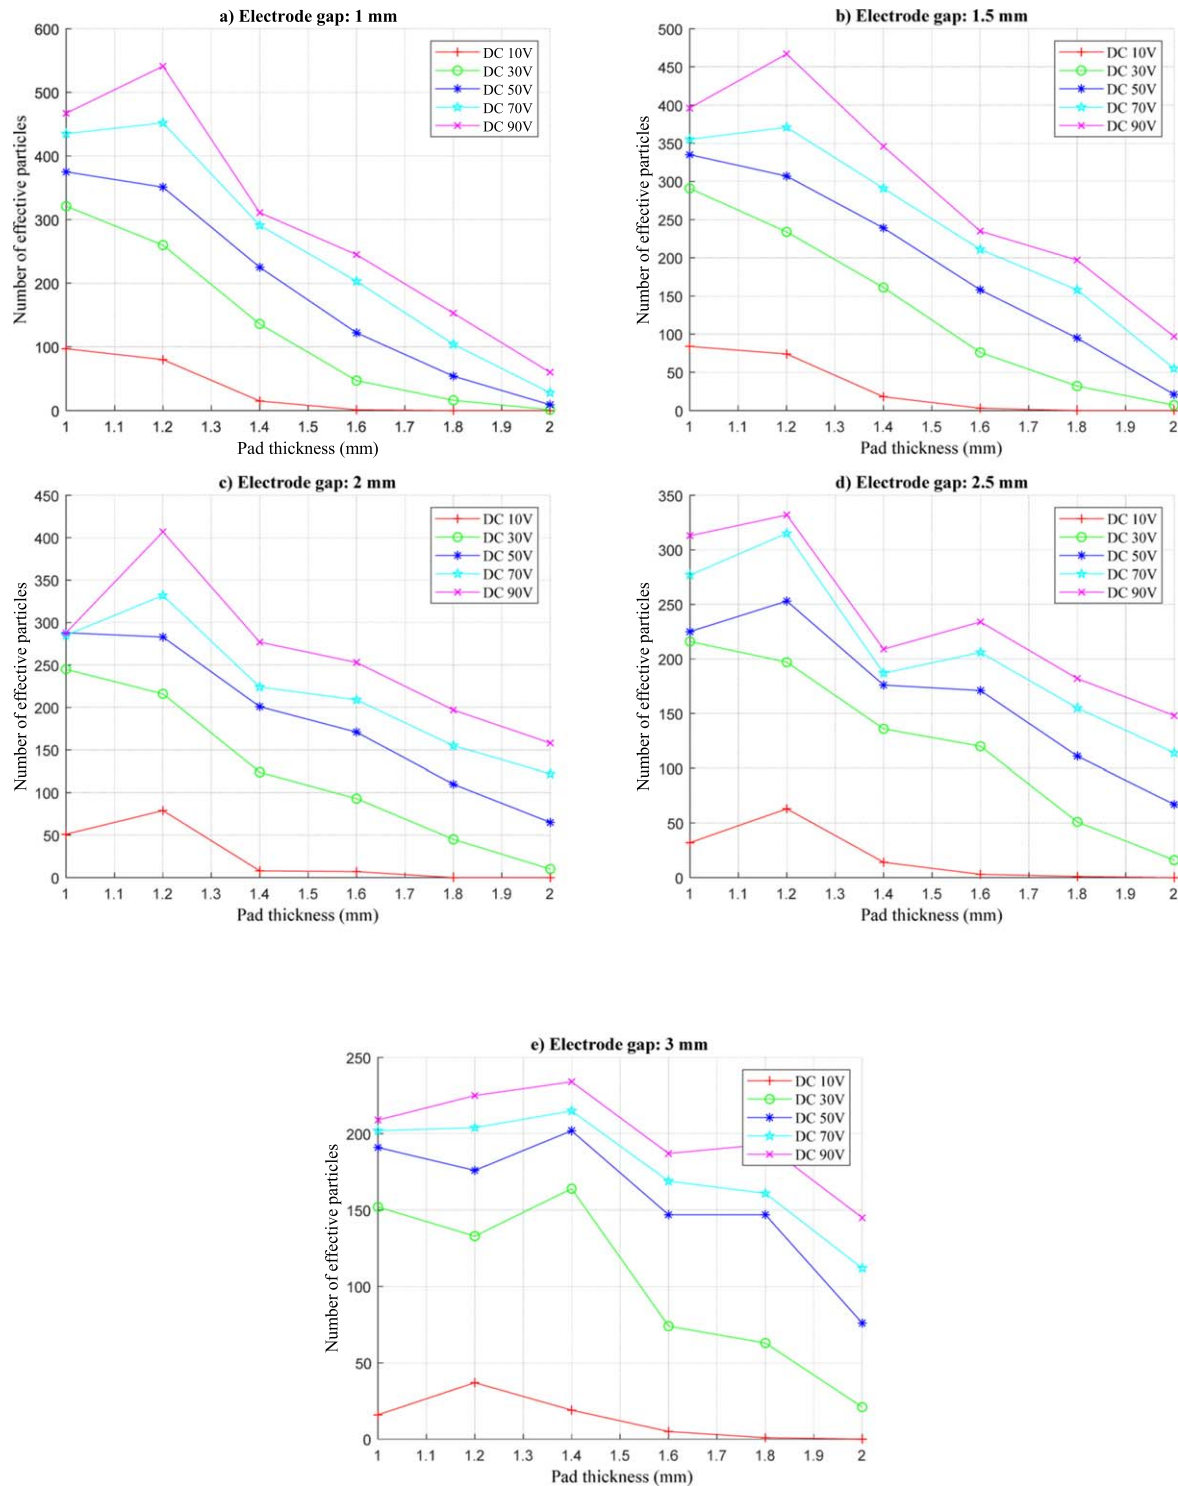 a) Electrode gap: 1 mm
Number of effective particles
600
500
400
300
200
100
0
DC 10V
DC 30V
DC 50V
DC 70V
DC 90V
1 1.1 1.2 1.3 1.4 1.5 1.6 1.7 1.8 1.9 2
Pad thickness (mm)
b) Electrode gap: 1.5 mm
Number of effective particles
500
450
400
350
300
250
200
150
100
50
0
DC 10V
DC 30V
DC 50V
DC 70V
DC 90V
1 1.1 1.2 1.3 1.4 1.5 1.6 1.7 1.8 1.9 2
Pad thickness (mm)
c) Electrode gap: 2 mm
Number of effective particles
450
400
350
300
250
200
150
100
50
0
DC 10V
DC 30V
DC 50V
DC 70V
DC 90V
1 1.1 1.2 1.3 1.4 1.5 1.6 1.7 1.8 1.9 2
Pad thickness (mm)
d) Electrode gap: 2.5 mm
Number of effective particles
350
300
250
200
150
100
50
0
DC 10V
DC 30V
DC 50V
DC 70V
DC 90V
1 1.1 1.2 1.3 1.4 1.5 1.6 1.7 1.8 1.9 2
Pad thickness (mm)
e) Electrode gap: 3 mm
Number of effective particles
250
200
150
100
50
0
DC 10V
DC 30V
DC 50V
DC 70V
DC 90V
1 1.1 1.2 1.3 1.4 1.5 1.6 1.7 1.8 1.9 2
Pad thickness (mm)